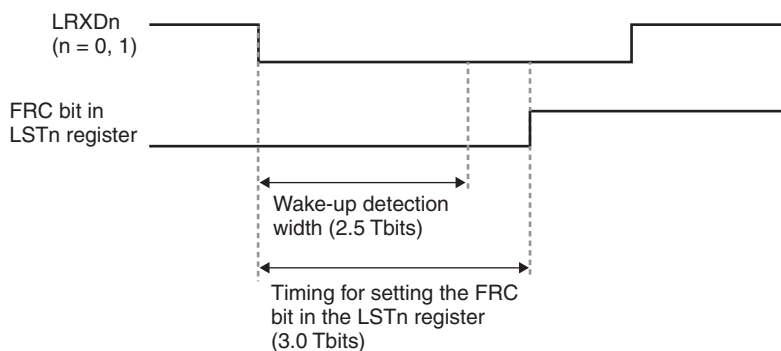 LRXDn
(n = 0, 1)
FRC bit in
LSTn register
Wake-up detection
width (2.5 Tbits)
Timing for setting the FRC
bit in the LSTn register
(3.0 Tbits)